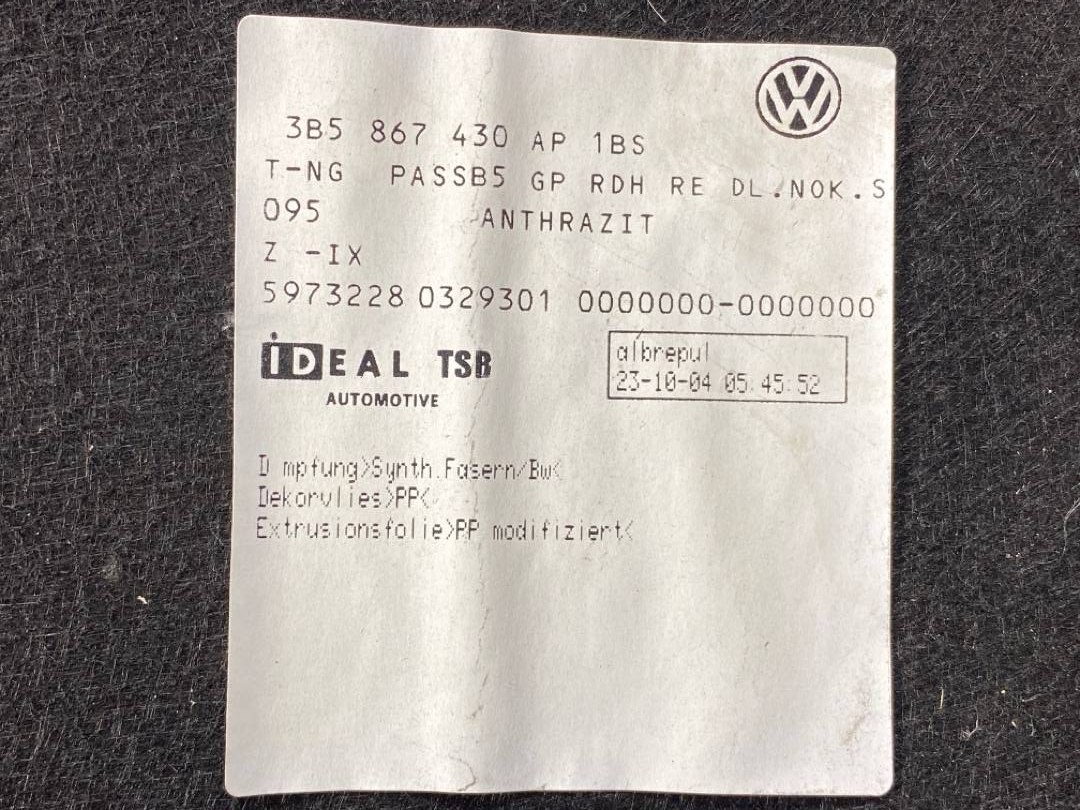 VW
3B5 867 430 AP 1BS
T-NG PASSB5 GP RDH RE DL.NOK.S
095 ANTHRAZIT
Z -IX
5973228 0329301 0000000-0000000
iDEAL TSB
AUTOMOTIVE
albrepul
23-10-04 05:45:52
D mpfung>Synth.Fasern/Bw<
Dekorvlies>PP<
Extrusionsfolie>PP modifiziert<